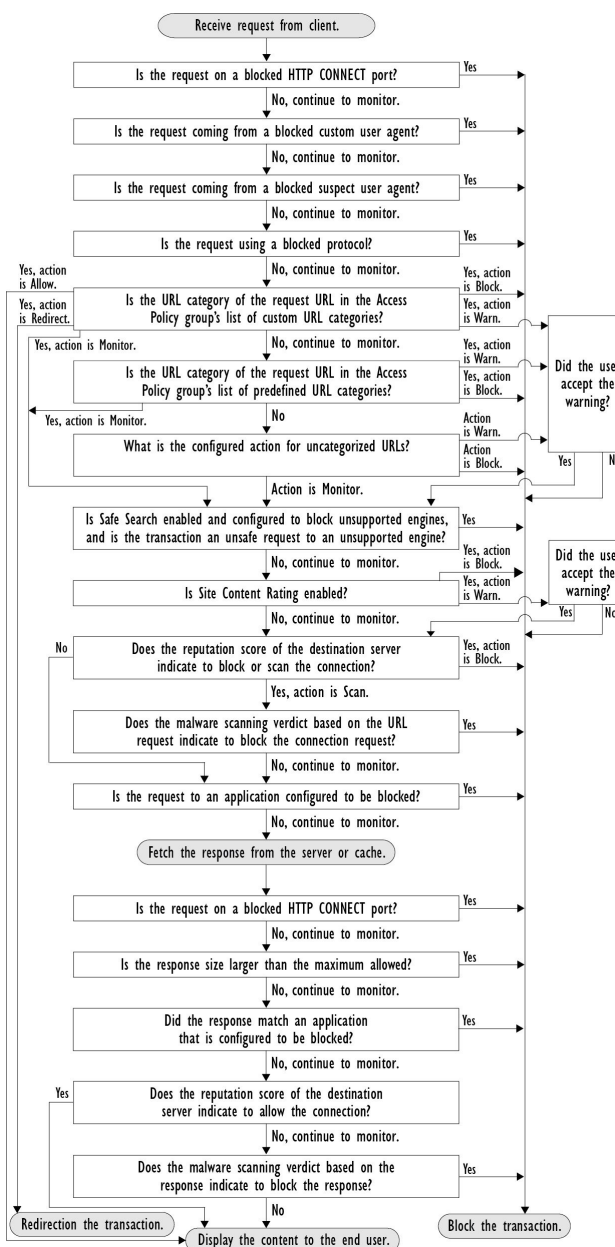 Receive request from client.
Is the request on a blocked HTTP CONNECT port?
Yes
No, continue to monitor.
Is the request coming from a blocked custom user agent?
Yes
No, continue to monitor.
Is the request coming from a blocked suspect user agent?
Yes
No, continue to monitor.
Is the request using a blocked protocol?
Yes
No, continue to monitor.
Yes, action
is Allow.
Yes, action
is Redirect.
Is the URL category of the request URL in the Access
Policy group's list of custom URL categories?
Yes, action
is Block.
Yes, action
is Warn.
Yes, action is Monitor.
No, continue to monitor.
Is the URL category of the request URL in the Access
Policy group's list of predefined URL categories?
Yes, action
is Warn.
Yes, action
is Block.
Did the use
accept the
warning?
Yes, action is Monitor.
No
What is the configured action for uncategorized URLs?
Action
is Warn.
Action
is Block.
Yes
N
Action is Monitor.
Is Safe Search enabled and configured to block unsupported engines,
and is the transaction an unsafe request to an unsupported engine?
Yes
No, continue to monitor.
Is Site Content Rating enabled?
Yes, action
is Block.
Yes, action
is Warn.
Did the use
accept the
warning?
Yes
No
No, continue to monitor.
No
Does the reputation score of the destination server
indicate to block or scan the connection?
Yes, action
is Block.
Yes, action is Scan.
Does the malware scanning verdict based on the URL
request indicate to block the connection request?
Yes
No, continue to monitor.
Is the request to an application configured to be blocked?
Yes
No, continue to monitor.
Fetch the response from the server or cache.
Is the request on a blocked HTTP CONNECT port?
Yes
No, continue to monitor.
Is the response size larger than the maximum allowed?
Yes
No, continue to monitor.
Did the response match an application
that is configured to be blocked?
Yes
No, continue to monitor.
Yes
Does the reputation score of the destination
server indicate to allow the connection?
No, continue to monitor.
Does the malware scanning verdict based on the
response indicate to block the response?
Yes
No
Redirection the transaction.
Display the content to the end user.
Block the transaction.